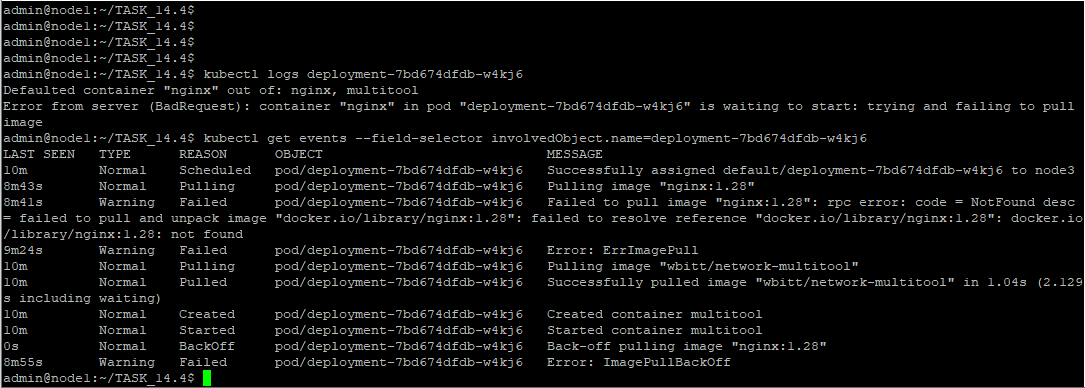 admin@node1:~/TASK_14.4$
admin@node1:~/TASK_14.4$
admin@node1:~/TASK_14.4$
admin@node1:~/TASK_14.4$
admin@node1:~/TASK_14.4$ kubectl logs deployment-7bd674dfdb-w4kj6
Defaulted container "nginx" out of: nginx, multitool
Error from server (BadRequest): container "nginx" in pod "deployment-7bd674dfdb-w4kj6" is waiting to start: trying and failing to pull
image
admin@node1:~/TASK_14.4$ kubectl get events --field-selector involvedObject.name=deployment-7bd674dfdb-w4kj6
LAST SEEN   TYPE      REASON      OBJECT                            MESSAGE
10m         Normal    Scheduled   pod/deployment-7bd674dfdb-w4kj6   Successfully assigned default/deployment-7bd674dfdb-w4kj6 to node3
8m43s       Normal    Pulling     pod/deployment-7bd674dfdb-w4kj6   Pulling image "nginx:1.28"
8m41s       Warning   Failed      pod/deployment-7bd674dfdb-w4kj6   Failed to pull image "nginx:1.28": rpc error: code = NotFound desc
= failed to pull and unpack image "docker.io/library/nginx:1.28": failed to resolve reference "docker.io/library/nginx:1.28": docker.io
/library/nginx:1.28: not found
9m24s       Warning   Failed      pod/deployment-7bd674dfdb-w4kj6   Error: ErrImagePull
10m         Normal    Pulling     pod/deployment-7bd674dfdb-w4kj6   Pulling image "wbitt/network-multitool"
10m         Normal    Pulled      pod/deployment-7bd674dfdb-w4kj6   Successfully pulled image "wbitt/network-multitool" in 1.04s (2.129
s including waiting)
10m         Normal    Created     pod/deployment-7bd674dfdb-w4kj6   Created container multitool
10m         Normal    Started     pod/deployment-7bd674dfdb-w4kj6   Started container multitool
0s          Normal    BackOff     pod/deployment-7bd674dfdb-w4kj6   Back-off pulling image "nginx:1.28"
8m55s       Warning   Failed      pod/deployment-7bd674dfdb-w4kj6   Error: ImagePullBackOff
admin@node1:~/TASK_14.4$